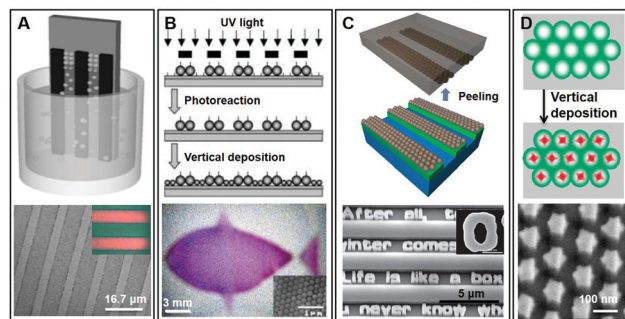 A
16.7 μm
B
UV light
Photoreaction
Vertical deposition
3 mm
C
Peeling
After all, t
winter comes
Life is like a box
u never know wh
5 μm
D
Vertical
deposition
100 nm